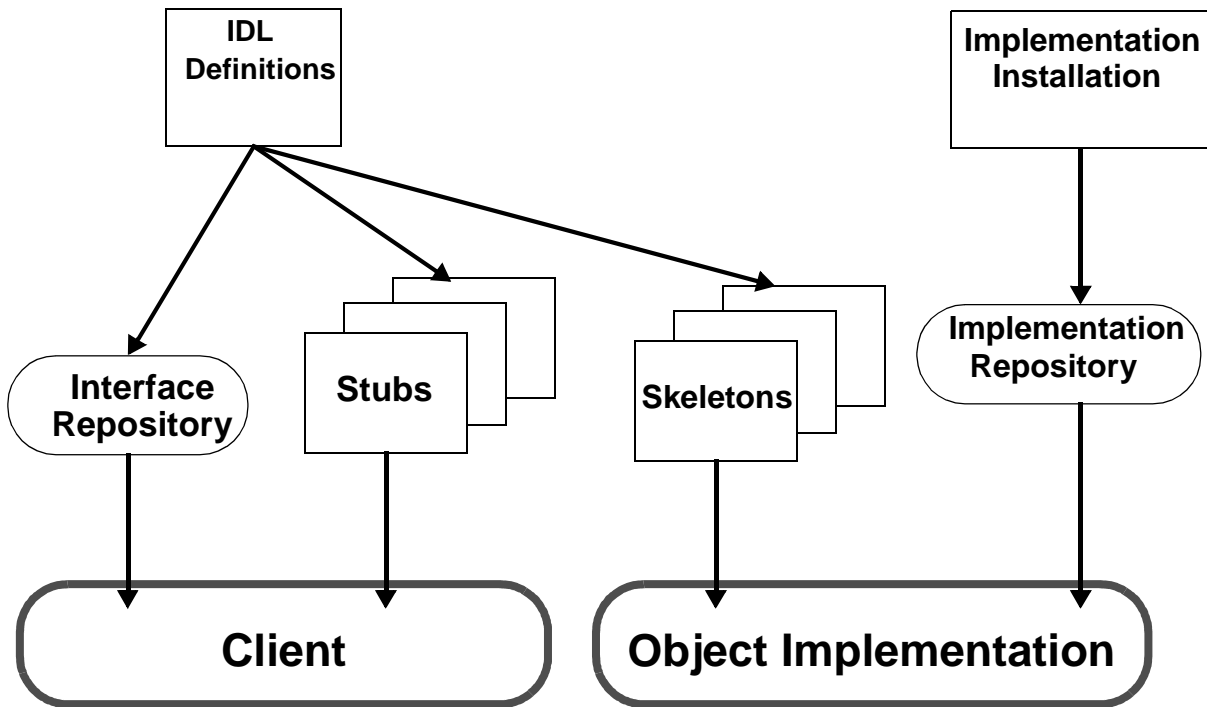 IDL
Definitions
Implementation
Installation
Interface
Repository
Stubs
Skeletons
Implementation
Repository
Client
Object Implementation